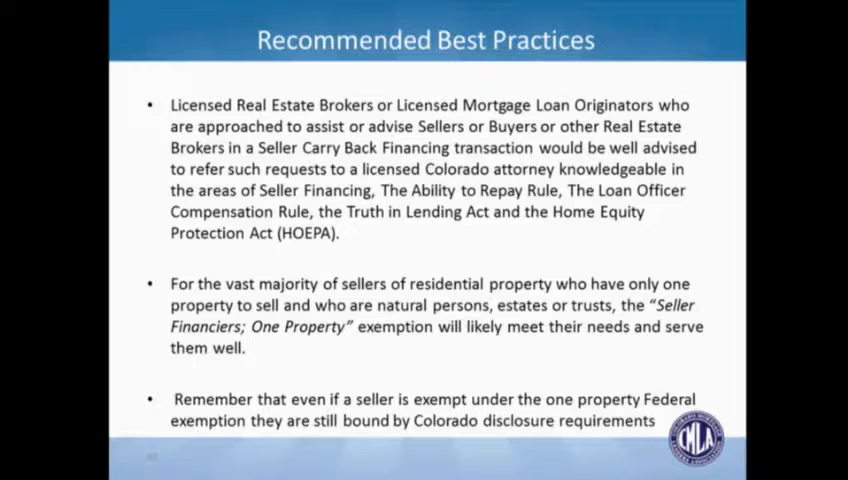 Recommended Best Practices
• Licensed Real Estate Brokers or Licensed Mortgage Loan Originators who
are approached to assist or advise Sellers or Buyers or other Real Estate
Brokers in a Seller Carry Back Financing transaction would be well advised
to refer such requests to a licensed Colorado attorney knowledgeable in
the areas of Seller Financing, The Ability to Repay Rule, The Loan Officer
Compensation Rule, the Truth in Lending Act and the Home Equity
Protection Act (HOEPA).
• For the vast majority of sellers of residential property who have only one
property to sell and who are natural persons, estates or trusts, the “Seller
Financiers; One Property” exemption will likely meet their needs and serve
them well.
• Remember that even if a seller is exempt under the one property Federal
exemption they are still bound by Colorado disclosure requirements
COLORADO MORTGAGE
CMLA
LENDERS ASSOCIATION